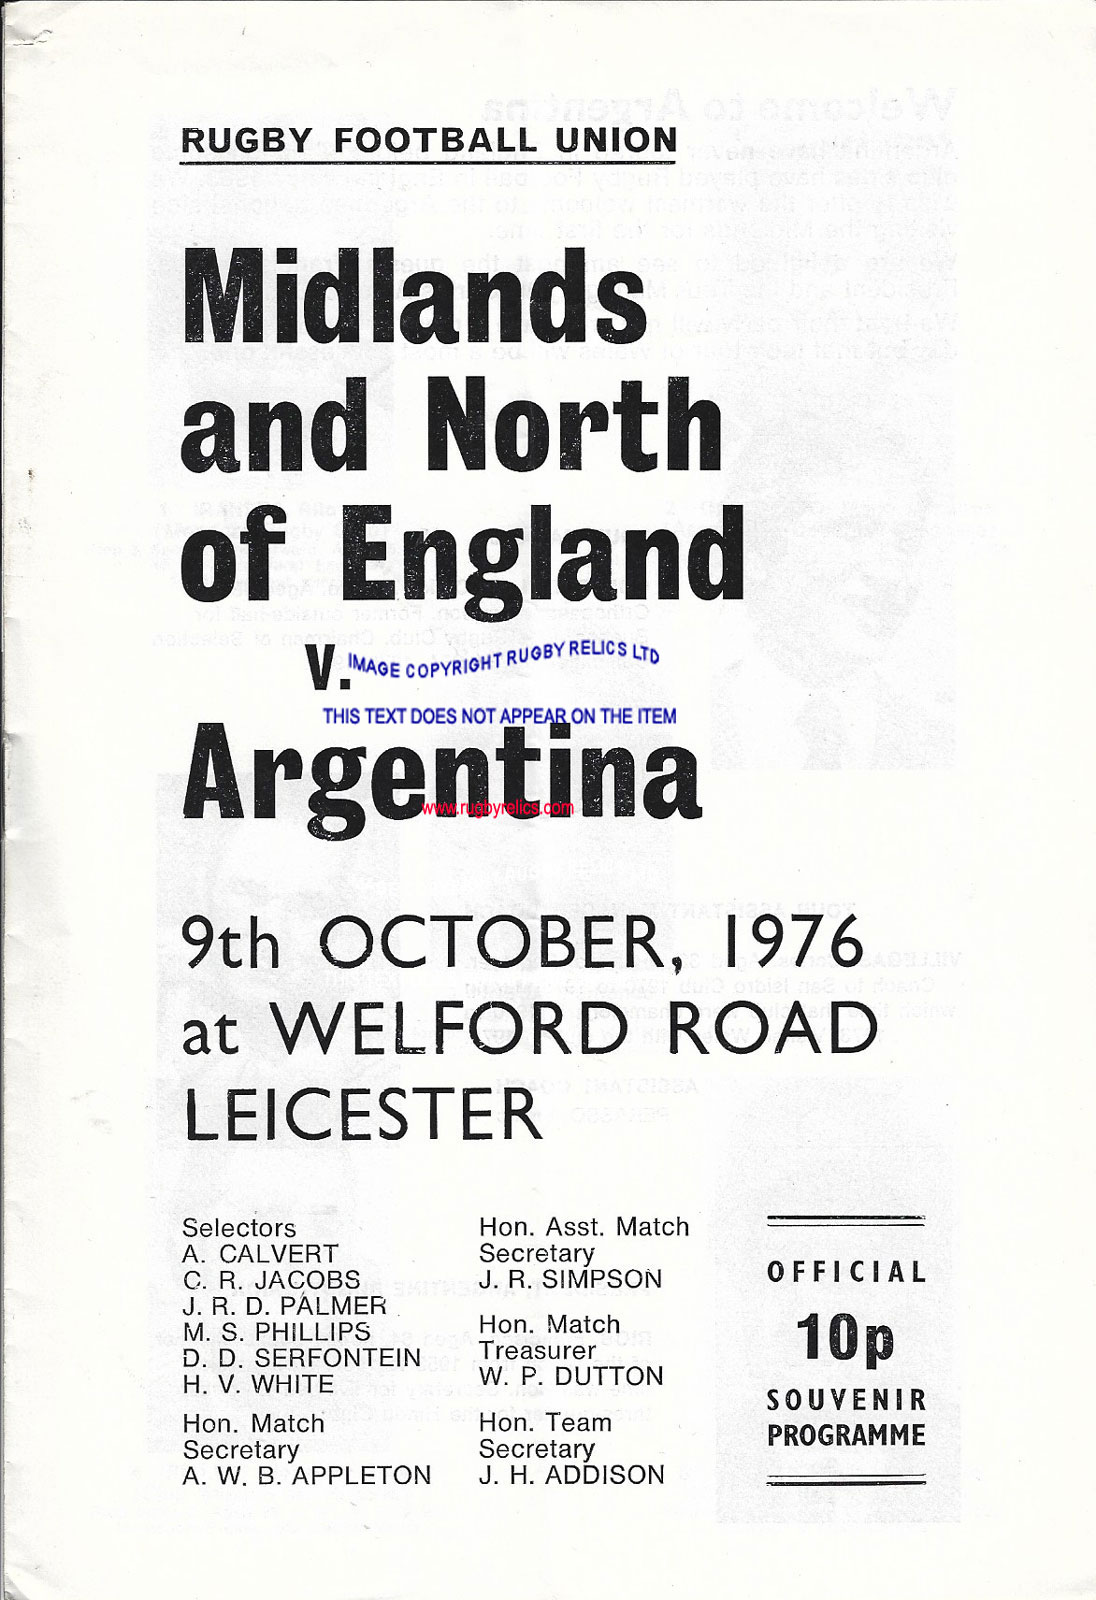 RUGBY FOOTBALL UNION
Midlands
and North
of England
v.
IMAGE COPYRIGHT RUGBY RELICS LTD
THIS TEXT DOES NOT APPEAR ON THE ITEM
Argentina
www.rugbyrelics.com
9th OCTOBER, 1976
at WELFORD ROAD
LEICESTER
Selectors
A. CALVERT
C. R. JACOBS
J. R. D. PALMER
M. S. PHILLIPS
D. D. SERFONTEIN
H. V. WHITE
Hon. Match
Secretary
A. W. B. APPLETON
Hon. Asst. Match
Secretary
J. R. SIMPSON
Hon. Match
Treasurer
W. P. DUTTON
Hon. Team
Secretary
J. H. ADDISON
OFFICIAL
10p
SOUVENIR
PROGRAMME